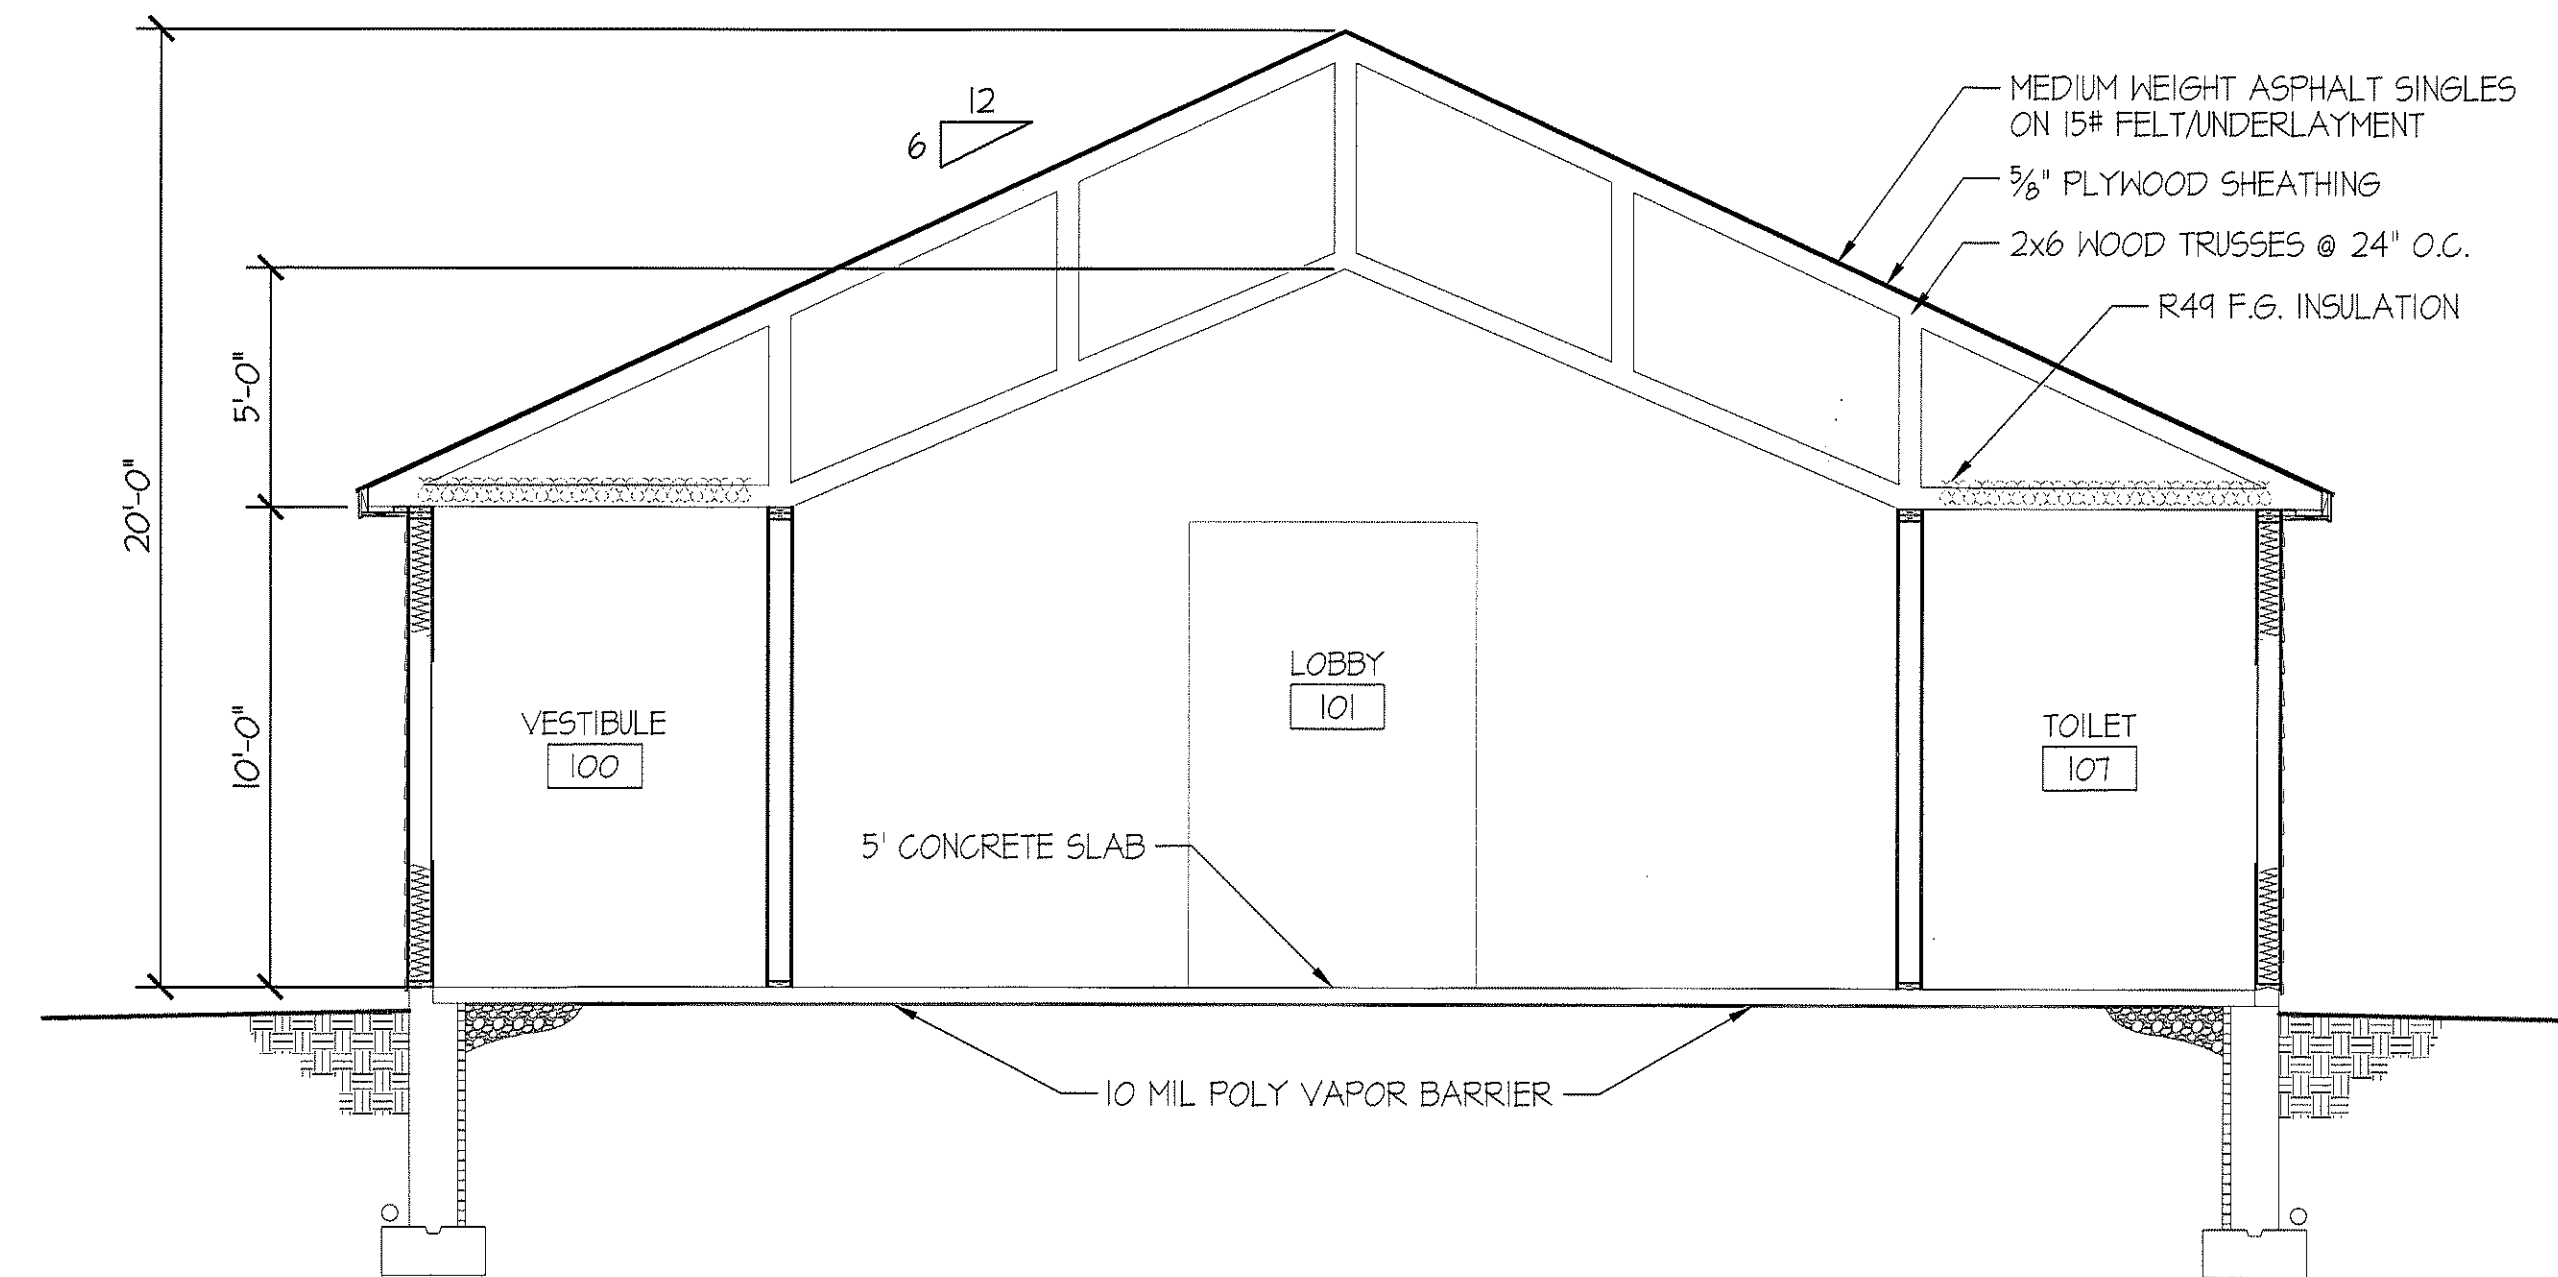 12
6
MEDIUM WEIGHT ASPHALT SINGLES
ON 15# FELT/UNDERLAYMENT
5/8" PLYWOOD SHEATHING
2x6 WOOD TRUSSES @ 24" O.C.
R49 F.G. INSULATION
5'-0"
20'-0"
10'-0"
LOBBY
101
VESTIBULE
100
TOILET
107
5' CONCRETE SLAB
10 MIL POLY VAPOR BARRIER